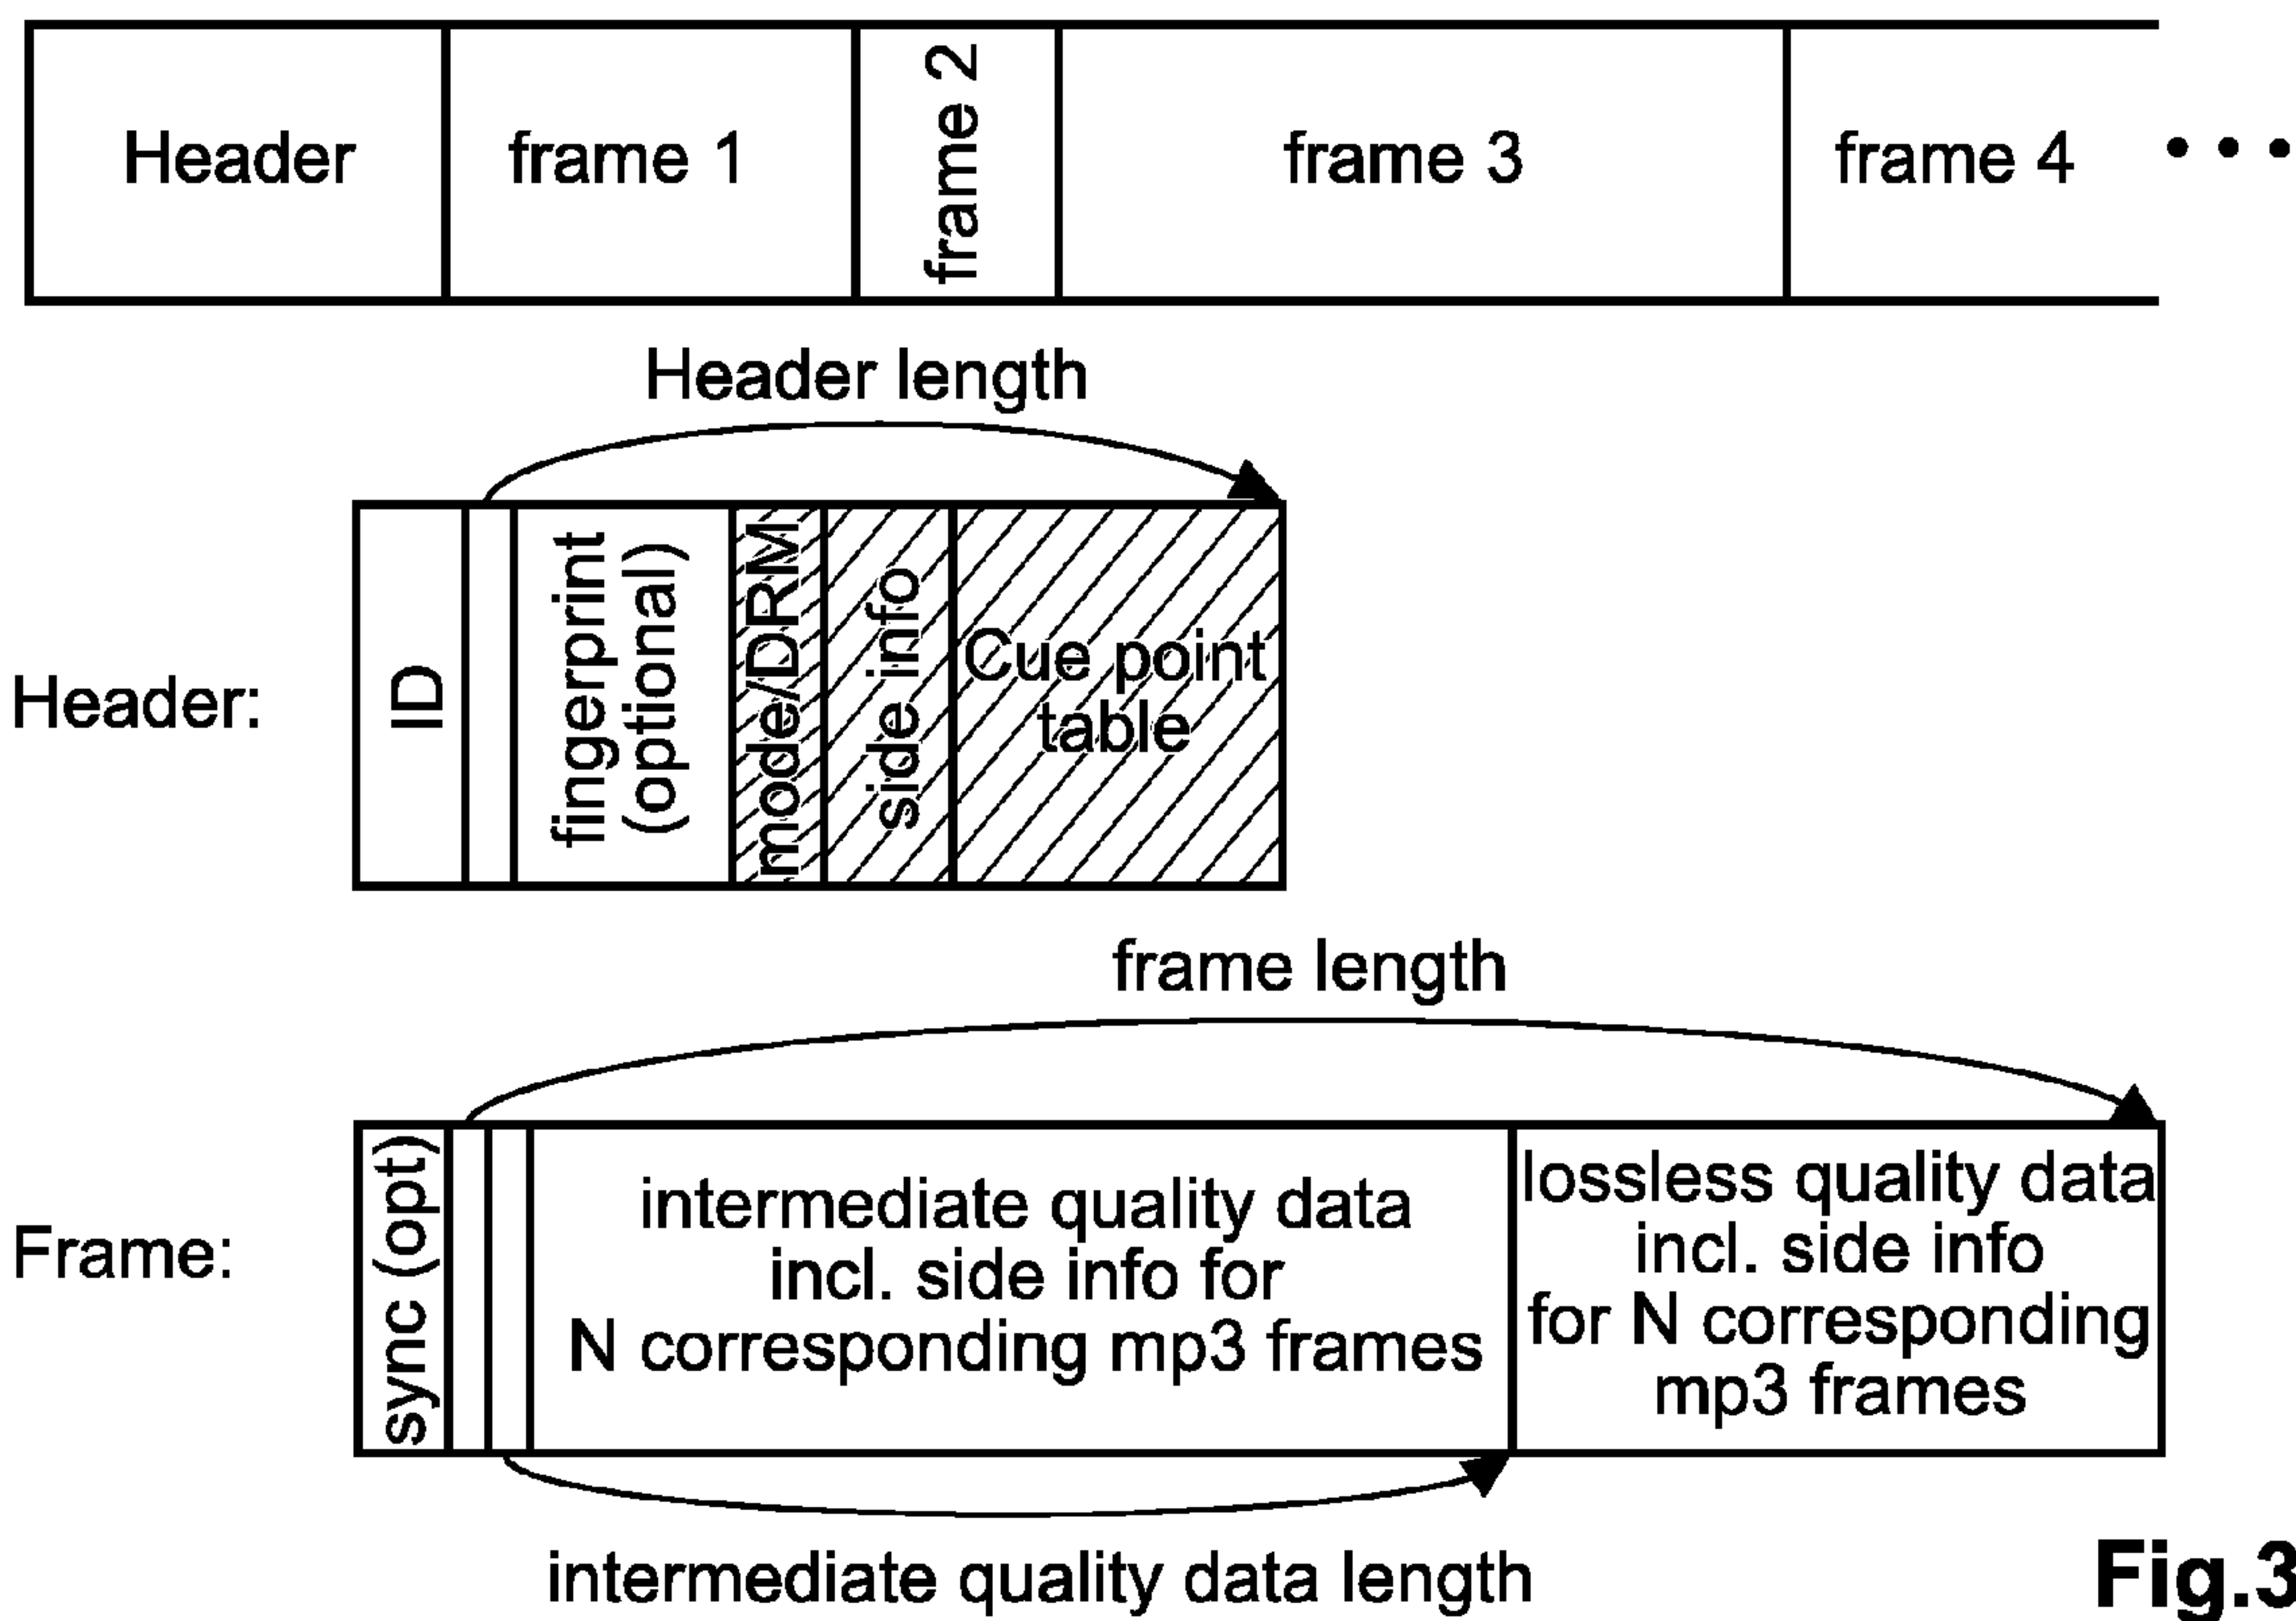 Header
frame 1
frame 2
frame 3
frame 4 • • •
Header length
Header:
ID
fingerprint
(optional)
mode/DRM
side info
Cue point
table
frame length
Frame:
sync (opt)
intermediate quality data
incl. side info for
N corresponding mp3 frames
lossless quality data
incl. side info
for N corresponding
mp3 frames
intermediate quality data length
Fig.3